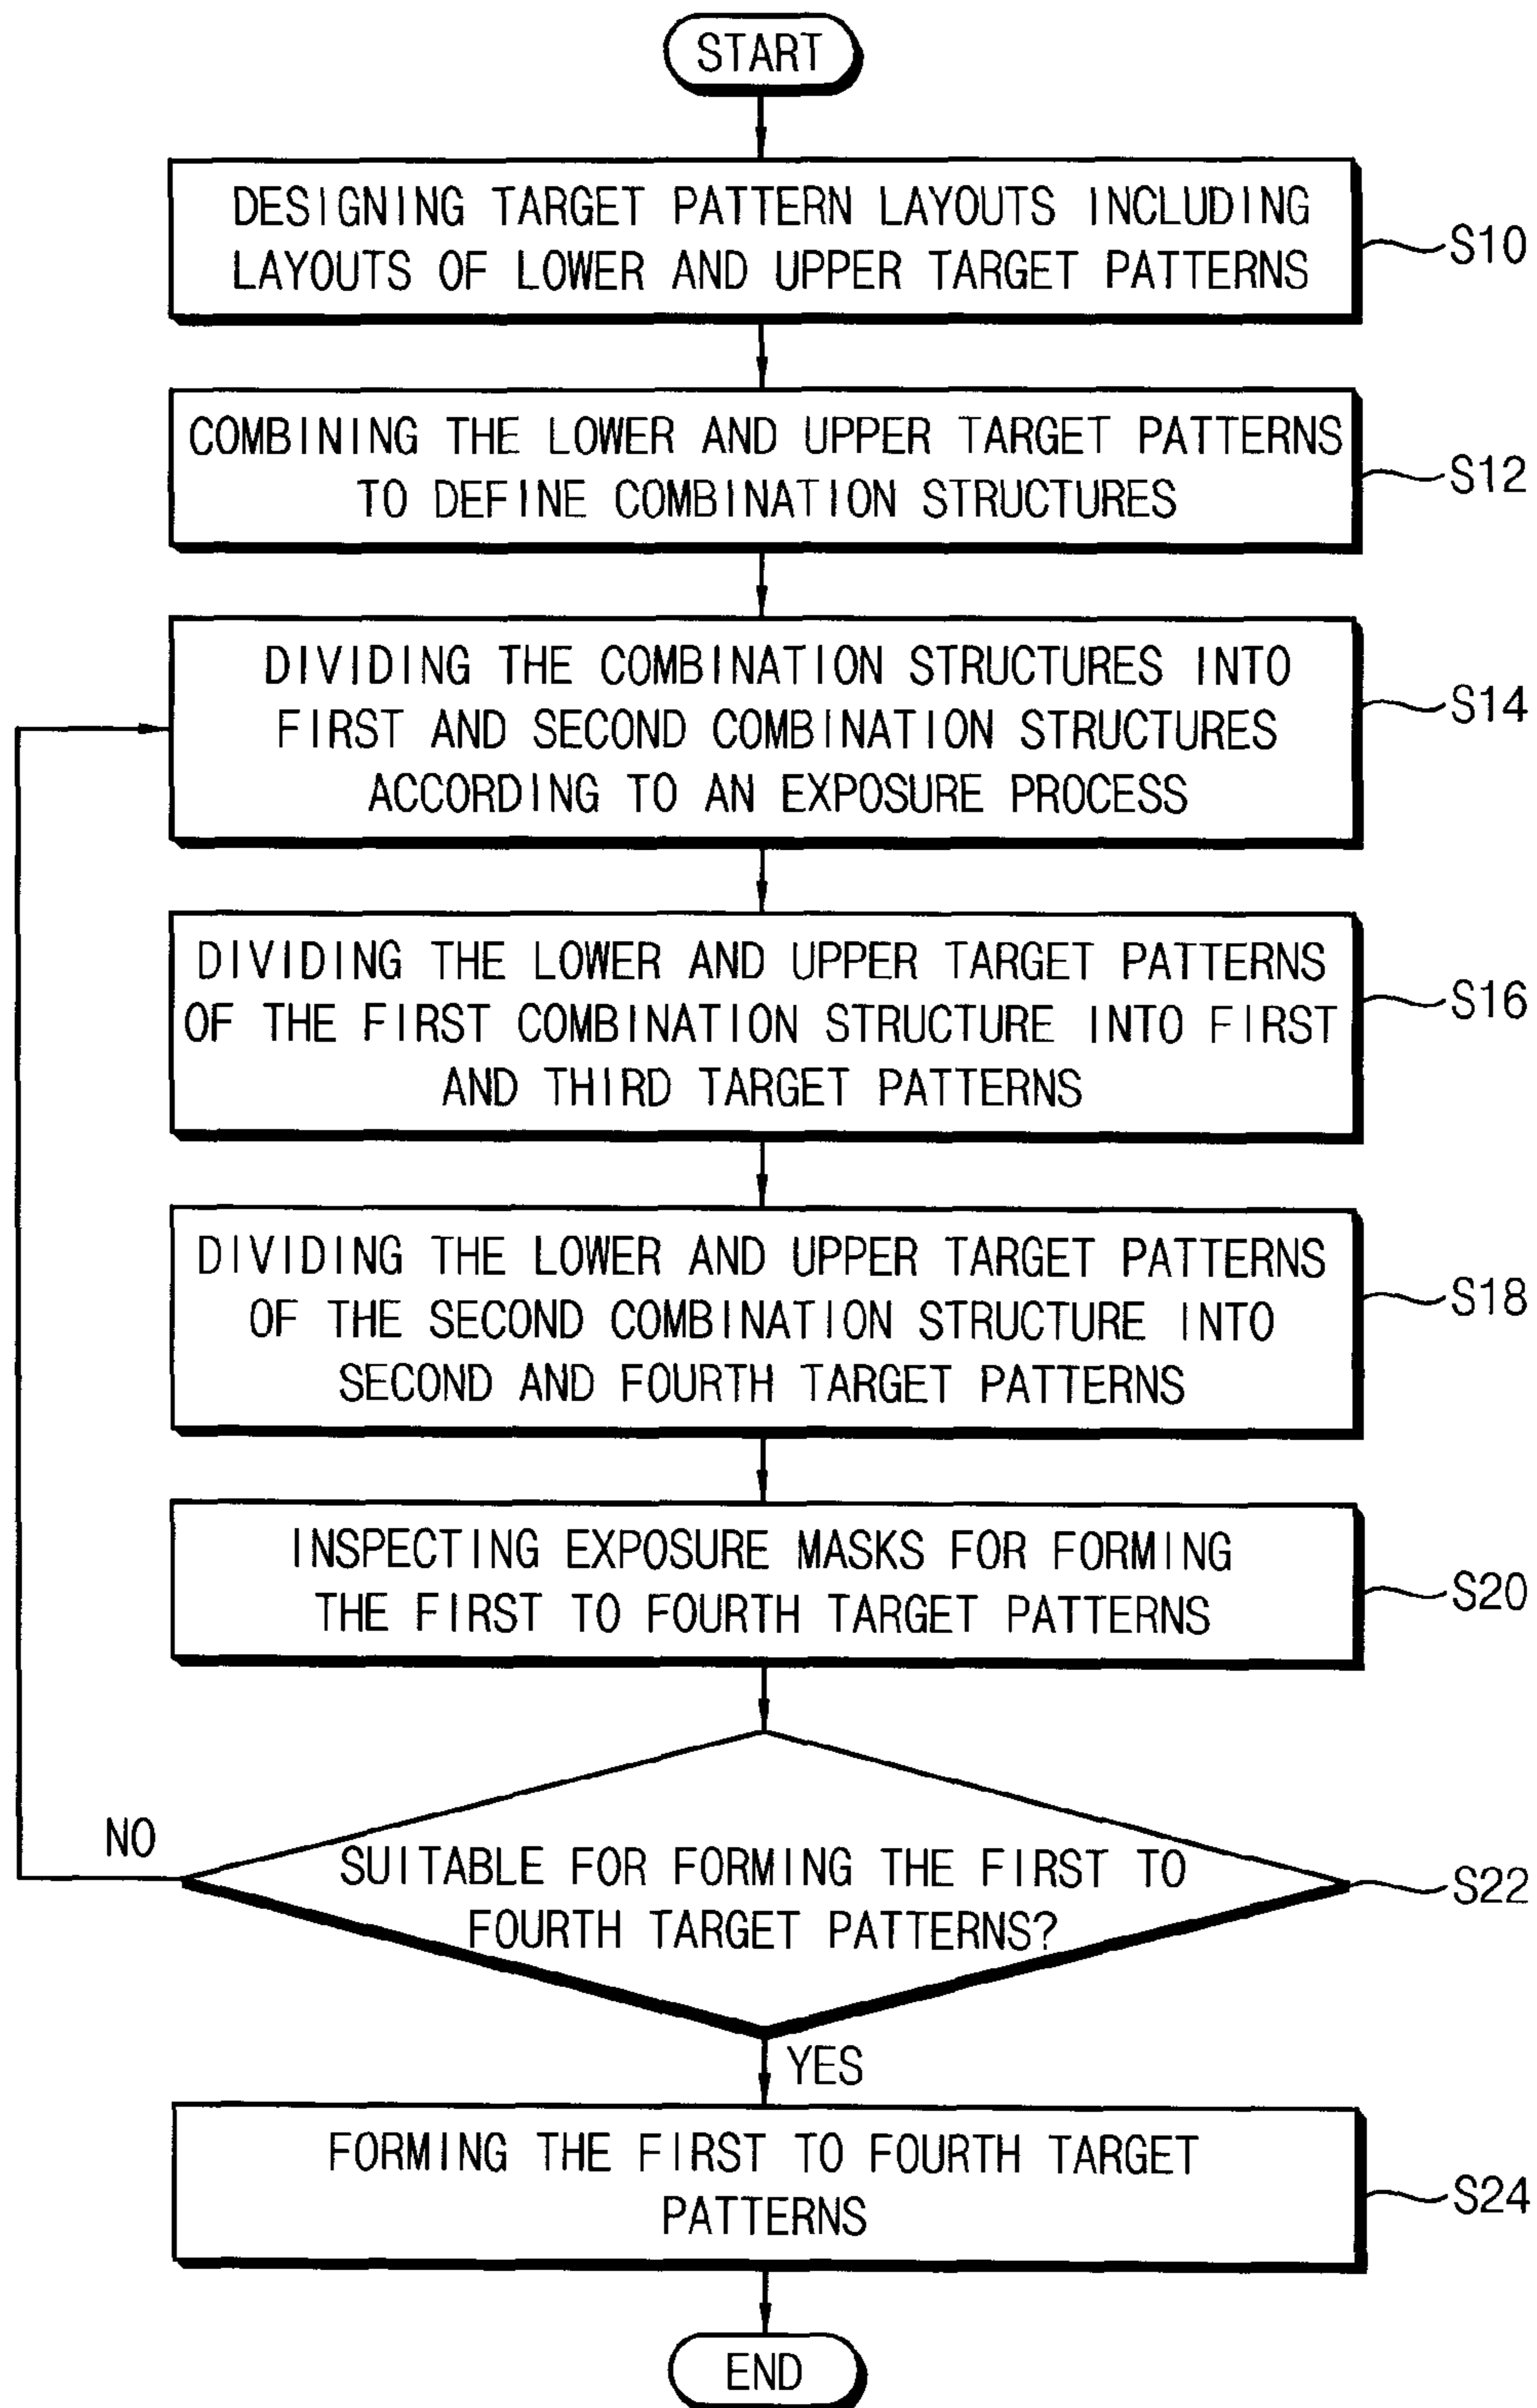 START
DESIGNING TARGET PATTERN LAYOUTS INCLUDING
LAYOUTS OF LOWER AND UPPER TARGET PATTERNS
S10
COMBINING THE LOWER AND UPPER TARGET PATTERNS
TO DEFINE COMBINATION STRUCTURES
S12
DIVIDING THE COMBINATION STRUCTURES INTO
FIRST AND SECOND COMBINATION STRUCTURES
ACCORDING TO AN EXPOSURE PROCESS
S14
DIVIDING THE LOWER AND UPPER TARGET PATTERNS
OF THE FIRST COMBINATION STRUCTURE INTO FIRST
AND THIRD TARGET PATTERNS
S16
DIVIDING THE LOWER AND UPPER TARGET PATTERNS
OF THE SECOND COMBINATION STRUCTURE INTO
SECOND AND FOURTH TARGET PATTERNS
S18
INSPECTING EXPOSURE MASKS FOR FORMING
THE FIRST TO FOURTH TARGET PATTERNS
S20
NO
SUITABLE FOR FORMING THE FIRST TO
FOURTH TARGET PATTERNS?
S22
YES
FORMING THE FIRST TO FOURTH TARGET
PATTERNS
S24
END